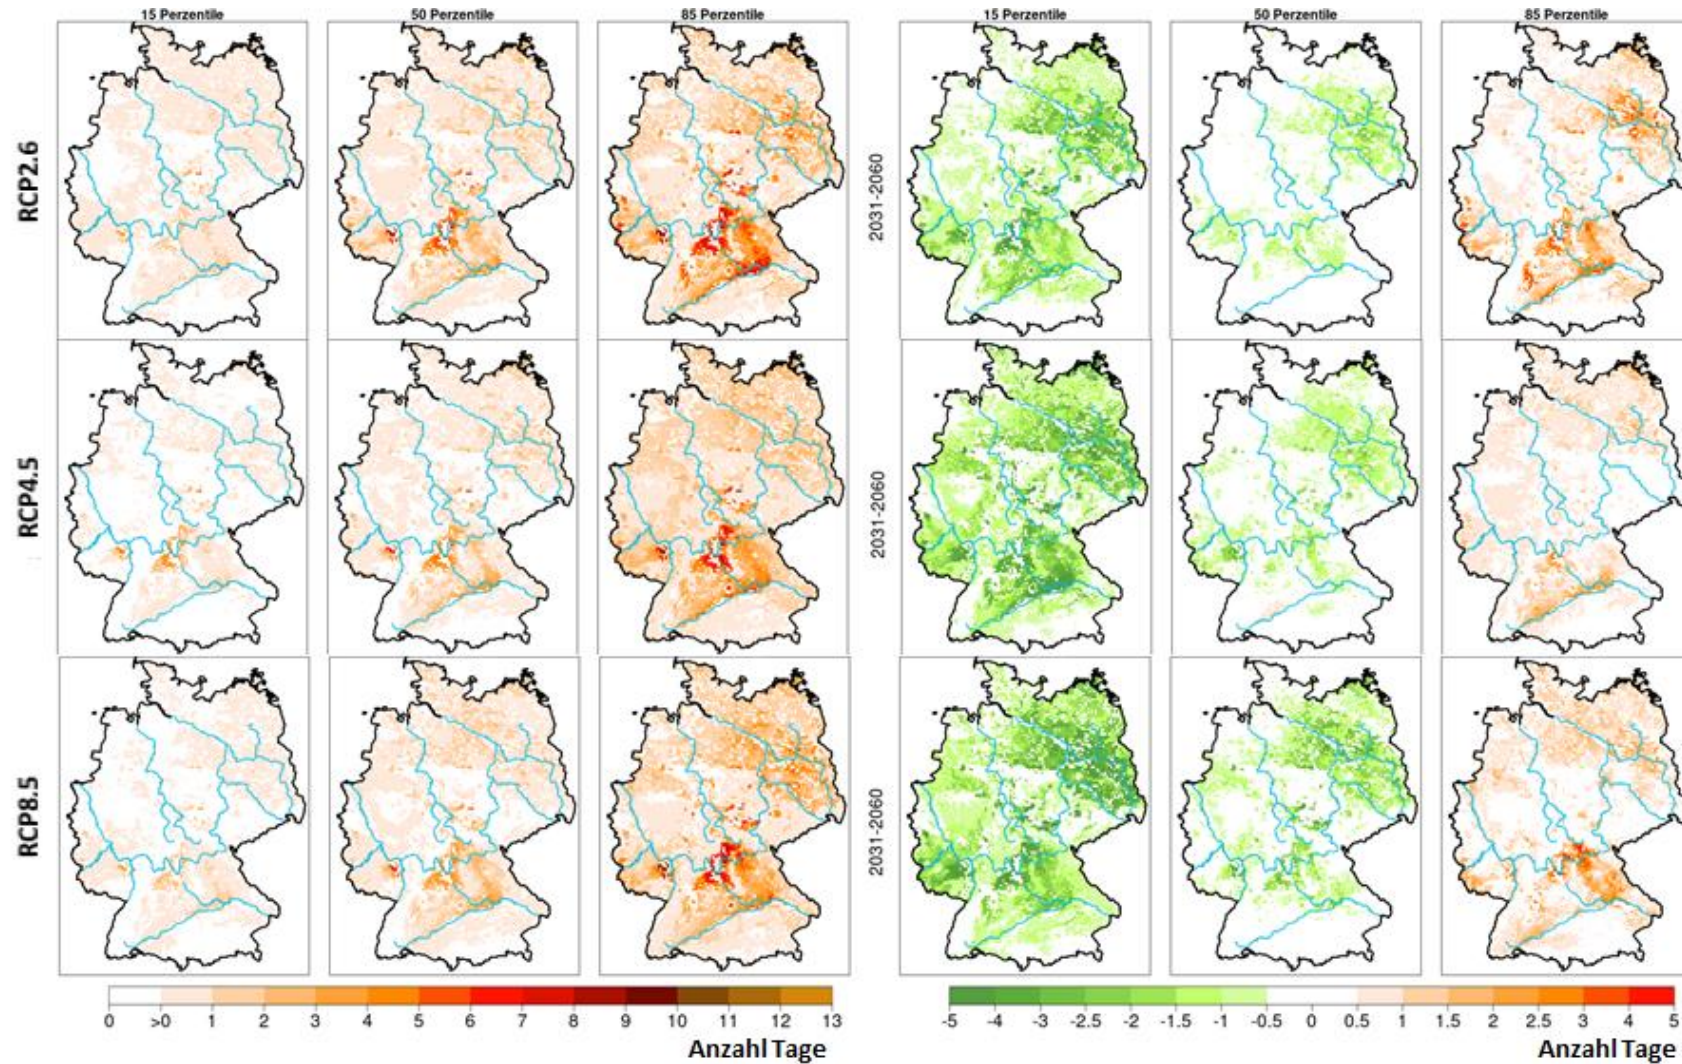 15 Perzentile 50 Perzentile 85 Perzentile 15 Perzentile 50 Perzentile 85 Perzentile
RCP2.6
2031-2060
RCP4.5
2031-2060
RCP8.5
2031-2060
0 >0 1 2 3 4 5 6 7 8 9 10 11 12 13
-5 -4 -3 -2.5 -2 -1.5 -1 -0.5 0 0.5 1 1.5 2 2.5 3 4 5
Anzahl Tage
Anzahl Tage